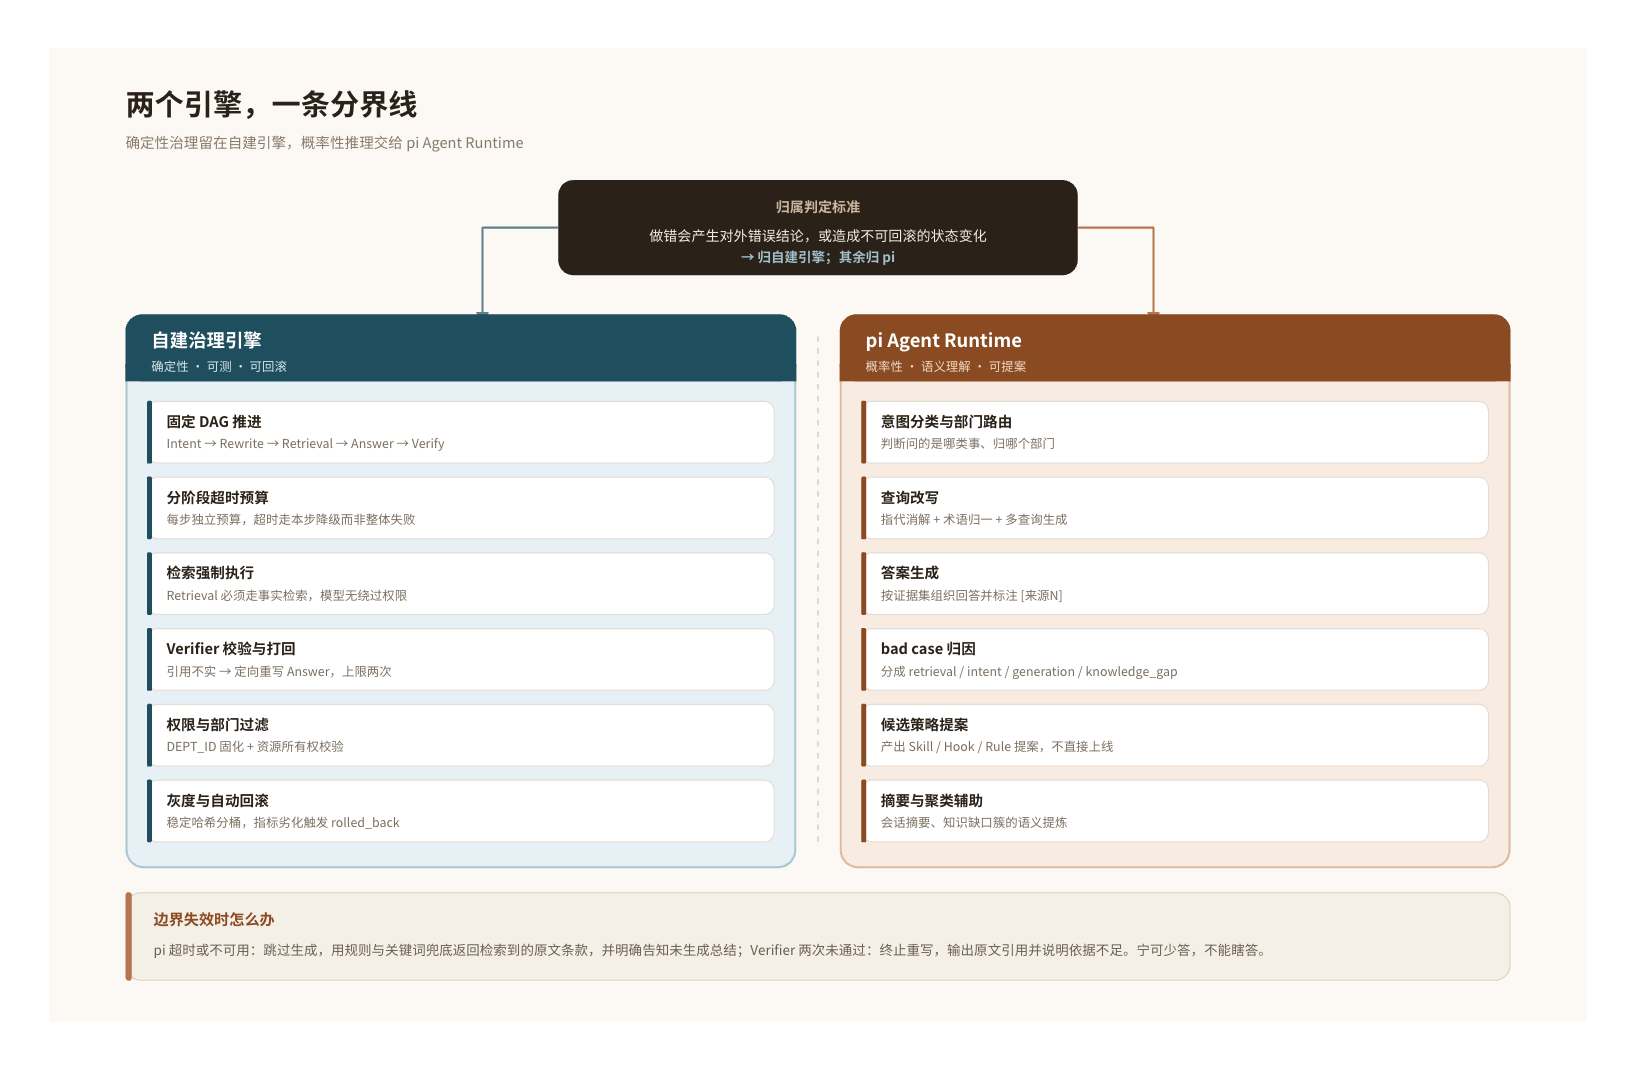 两个引擎，一条分界线
确定性治理留在自建引擎，概率性推理交给 pi Agent Runtime
归属判定标准
做错会产生对外错误结论，或造成不可回滚的状态变化
→ 归自建引擎；其余归 pi
自建治理引擎
确定性 · 可测 · 可回滚
固定 DAG 推进
Intent → Rewrite → Retrieval → Answer → Verify
分阶段超时预算
每步独立预算，超时走本步降级而非整体失败
检索强制执行
Retrieval 必须走事实检索，模型无绕过权限
Verifier 校验与打回
引用不实 → 定向重写 Answer，上限两次
权限与部门过滤
DEPT_ID 固化 + 资源所有权校验
灰度与自动回滚
稳定哈希分桶，指标劣化触发 rolled_back
pi Agent Runtime
概率性 · 语义理解 · 可提案
意图分类与部门路由
判断问的是哪类事、归哪个部门
查询改写
指代消解 + 术语归一 + 多查询生成
答案生成
按证据集组织回答并标注 [来源N]
bad case 归因
分成 retrieval / intent / generation / knowledge_gap
候选策略提案
产出 Skill / Hook / Rule 提案，不直接上线
摘要与聚类辅助
会话摘要、知识缺口簇的语义提炼
边界失效时怎么办
pi 超时或不可用：跳过生成，用规则与关键词兜底返回检索到的原文条款，并明确告知未生成总结；Verifier 两次未通过：终止重写，输出原文引用并说明依据不足。宁可少答，不能瞎答。